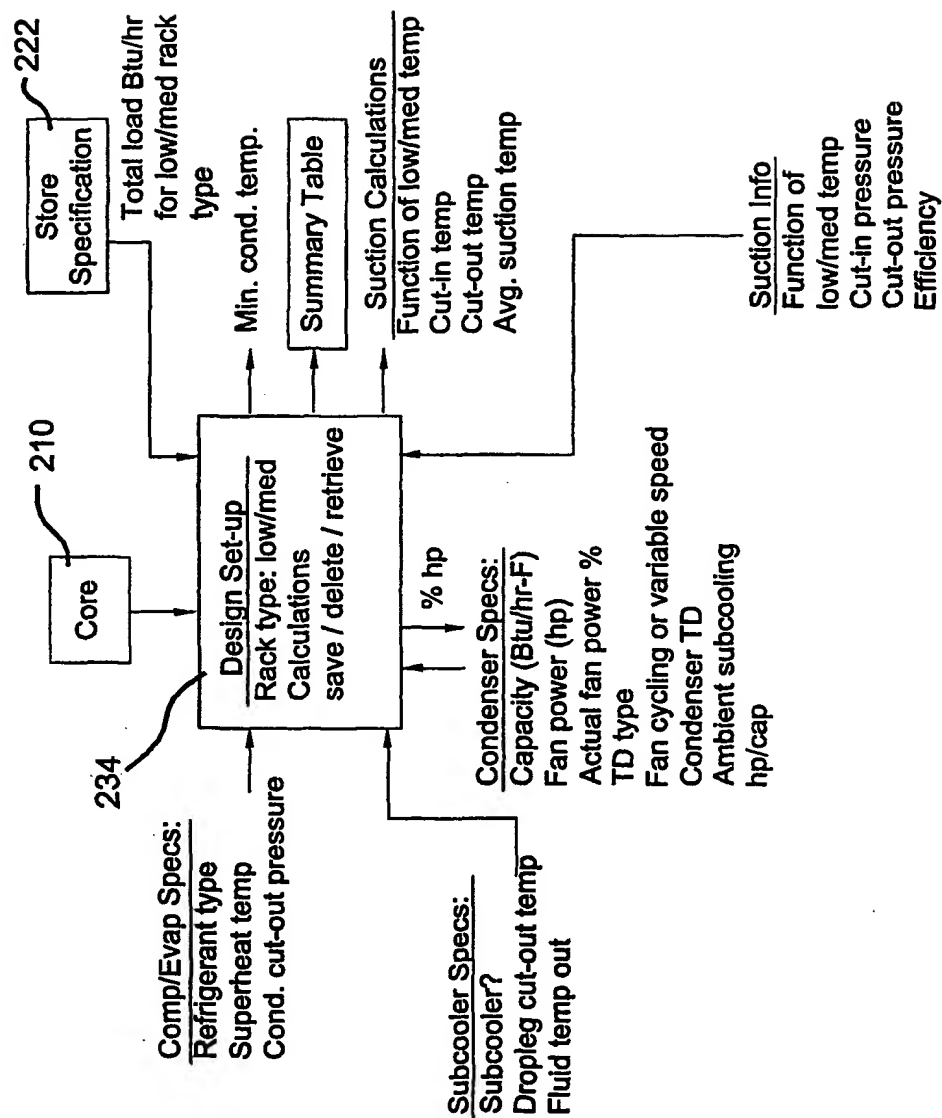 222
Store
Specification
Total load Btu/hr
for low/med rack
type
210
Core
234
Design Set-up
Rack type: low/med
Calculations
save / delete / retrieve
Min. cond. temp.
Summary Table
Suction Calculations
Function of low/med temp
Cut-in temp
Cut-out temp
Avg. suction temp
Comp/Evap Specs:
Refrigerant type
Superheat temp
Cond. cut-out pressure
% hp
Condenser Specs:
Capacity (Btu/hr-F)
Fan power (hp)
Actual fan power %
TD type
Fan cycling or variable speed
Condenser TD
Ambient subcooling
hp/cap
Subcooler Specs:
Subcooler?
Dropleg cut-out temp
Fluid temp out
Suction Info
Function of
low/med temp
Cut-in pressure
Cut-out pressure
Efficiency